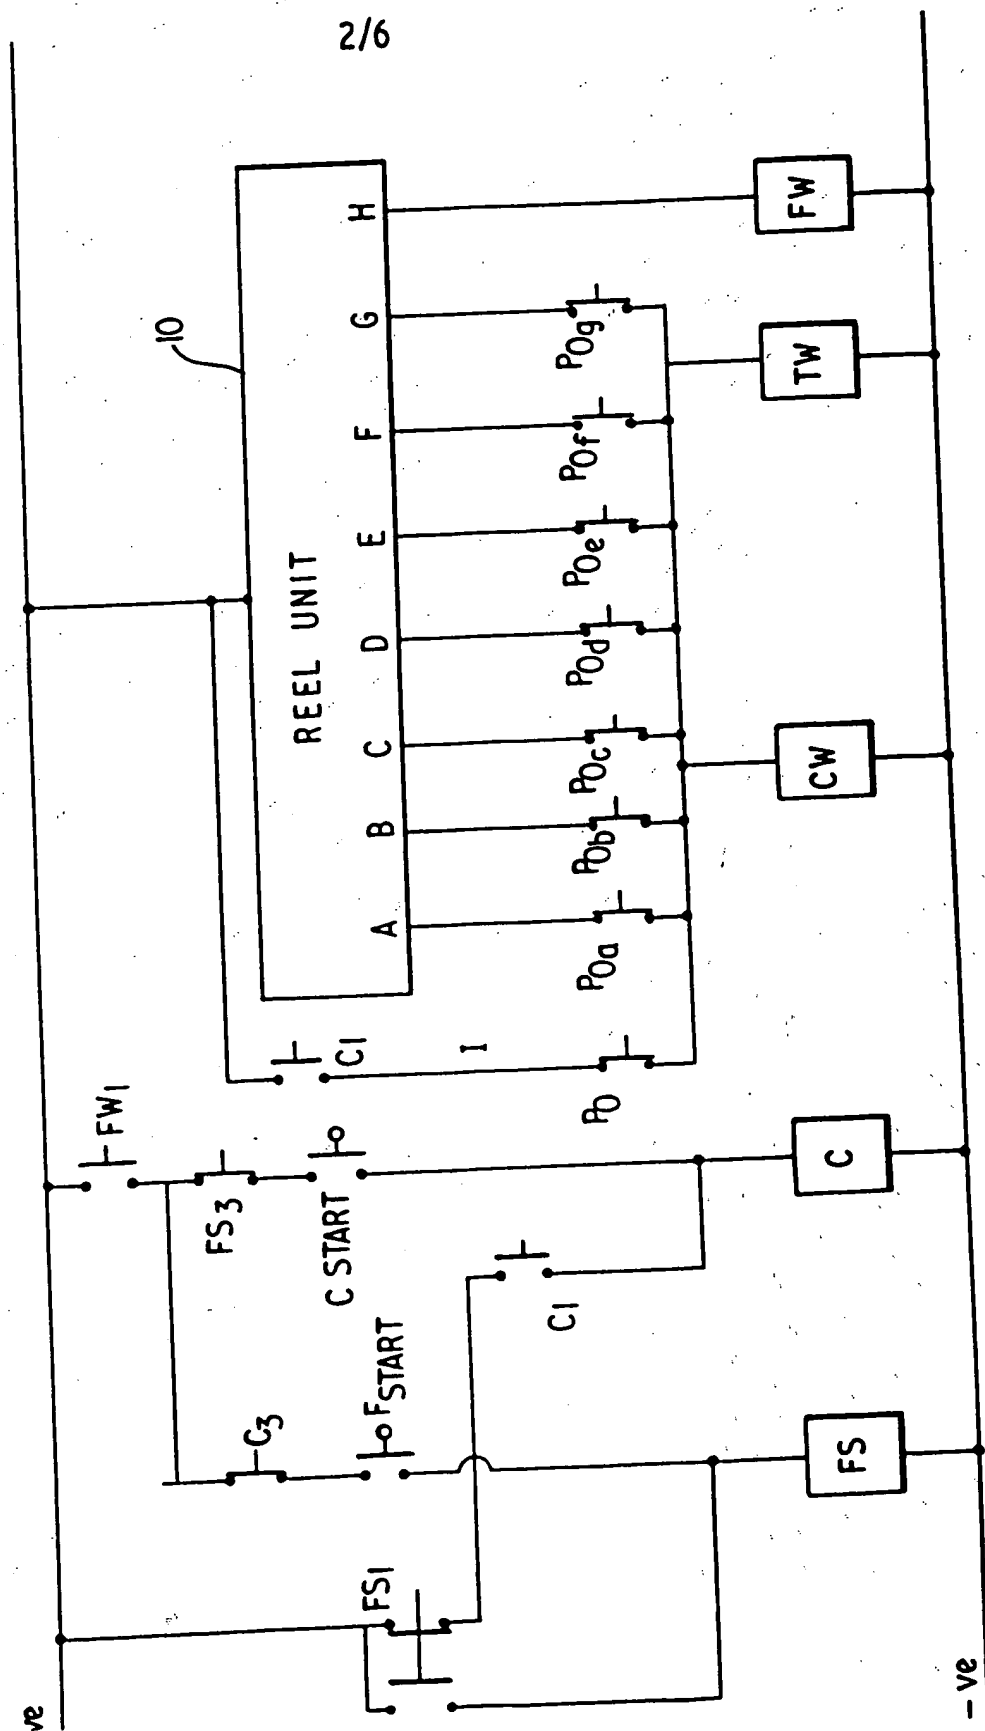 2/6
10
REEL UNIT
A B C D E F G H
FW1
FS3
C START
C1
I
P0
P0a
P0b
P0c
P0d
P0e
P0f
P0g
C3
FSTART
FS1
C1
FS
C
CW
TW
FW
ve
- ve